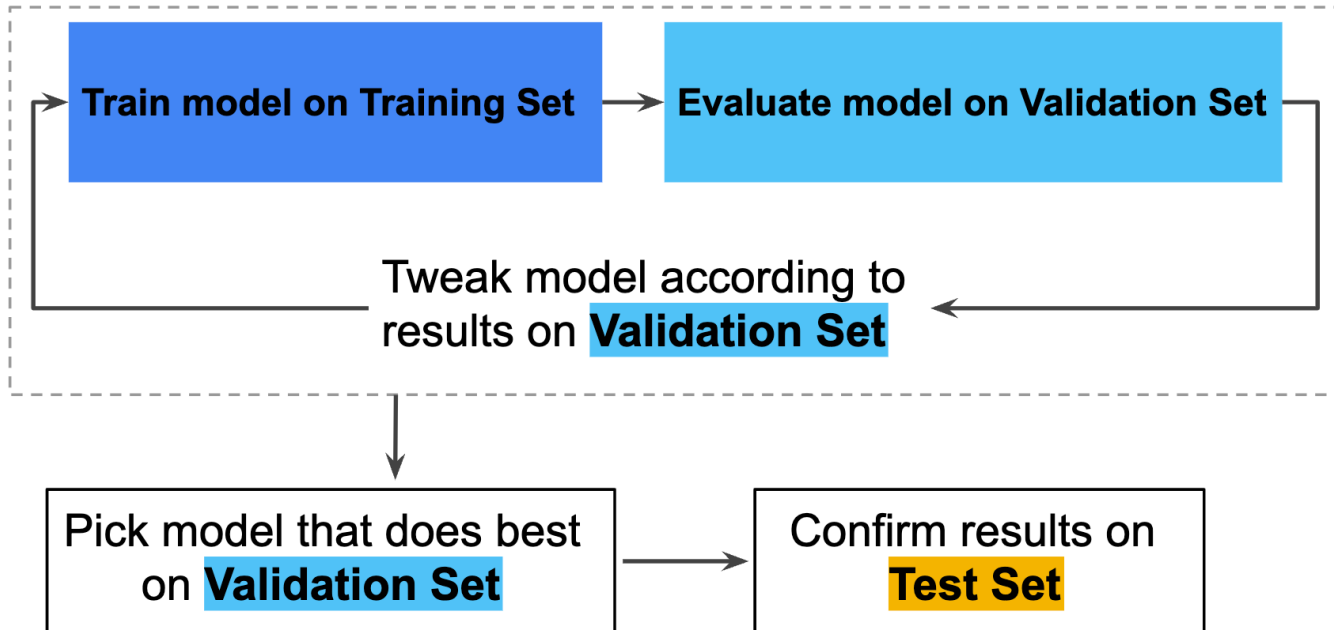 Train model on Training Set
Evaluate model on Validation Set
Tweak model according to
results on Validation Set
Pick model that does best
on Validation Set
Confirm results on
Test Set